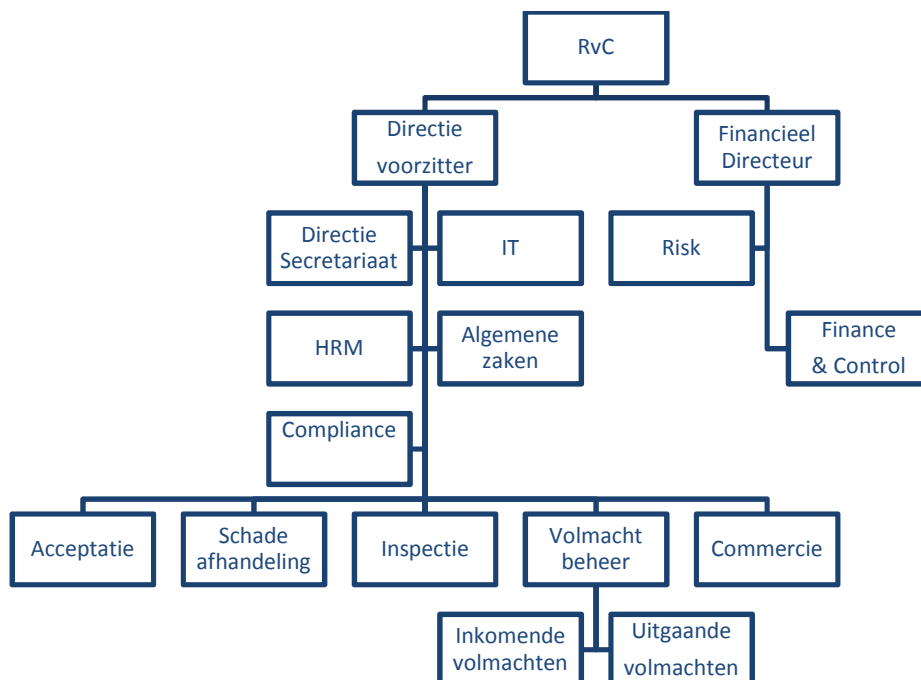 RvC
Directie
voorzitter
Financieel
Directeur
Directie
Secretariaat
IT
Risk
HRM
Algemene
zaken
Finance
& Control
Compliance
Acceptatie
Schade
afhandeling
Inspectie
Volmacht
beheer
Commercie
Inkomende
volmachten
Uitgaande
volmachten